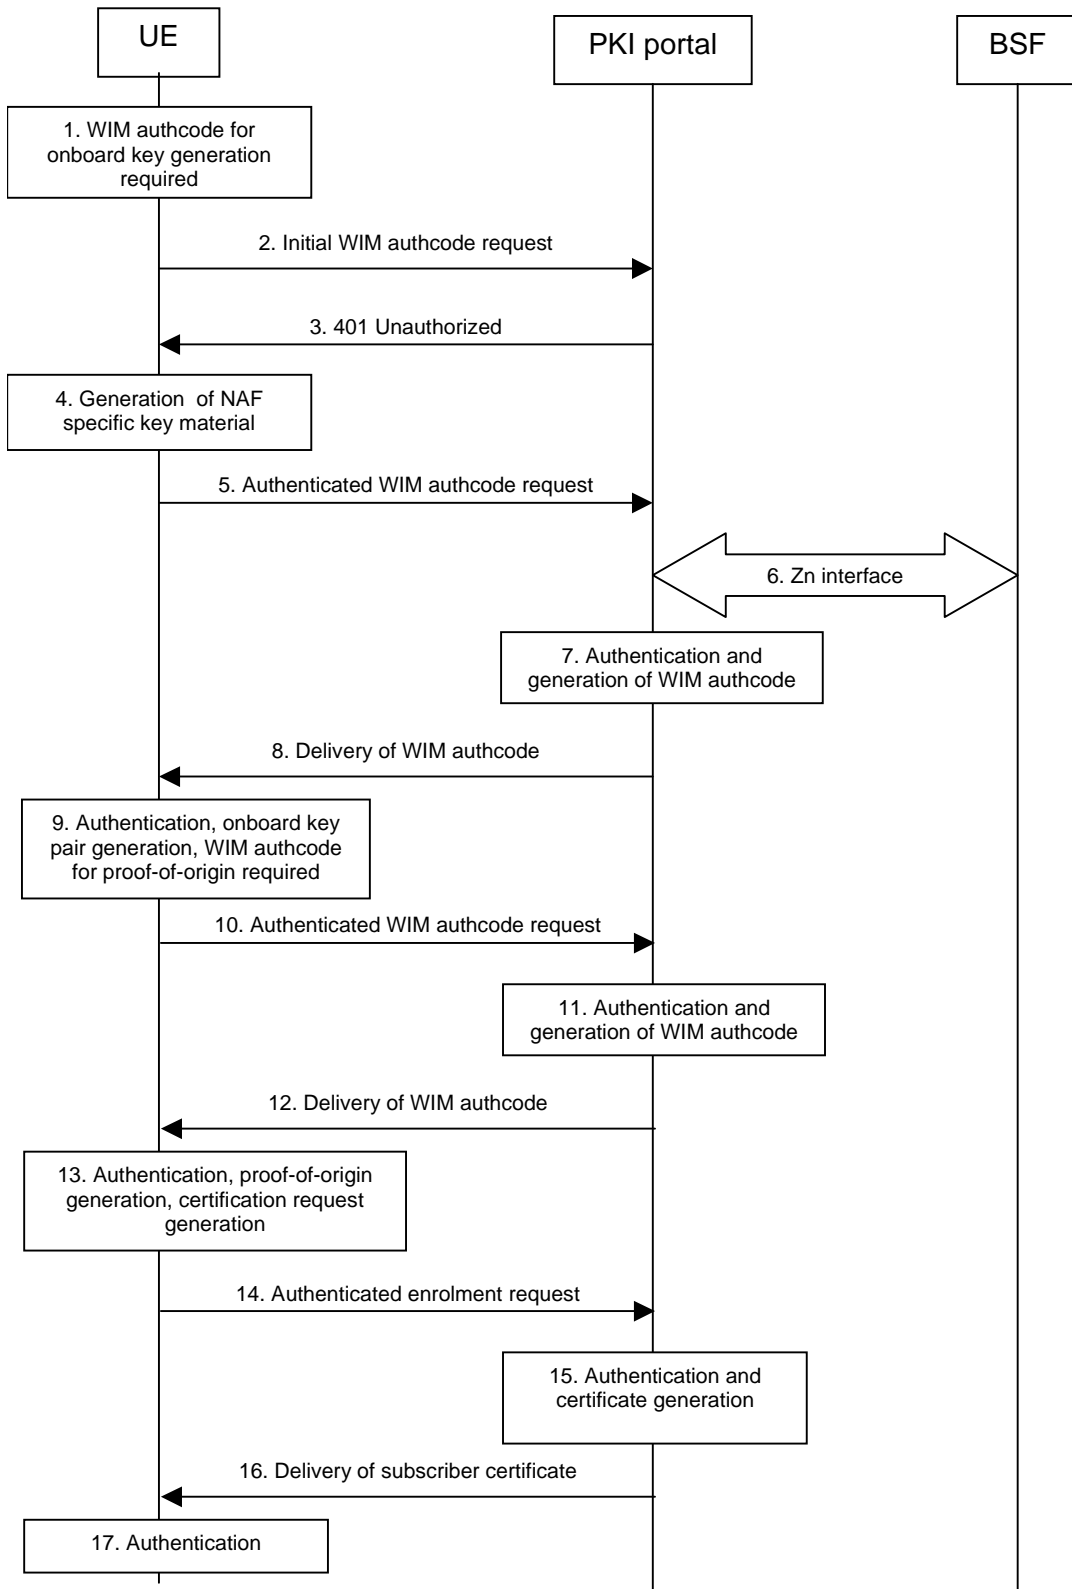 UE
PKI portal
BSF
1. WIM authcode for
onboard key generation
required
2. Initial WIM authcode request
3. 401 Unauthorized
4. Generation of NAF
specific key material
5. Authenticated WIM authcode request
6. Zn interface
7. Authentication and
generation of WIM authcode
8. Delivery of WIM authcode
9. Authentication, onboard key
pair generation, WIM authcode
for proof-of-origin required
10. Authenticated WIM authcode request
11. Authentication and
generation of WIM authcode
12. Delivery of WIM authcode
13. Authentication, proof-of-origin
generation, certification request
generation
14. Authenticated enrolment request
15. Authentication and
certificate generation
16. Delivery of subscriber certificate
17. Authentication